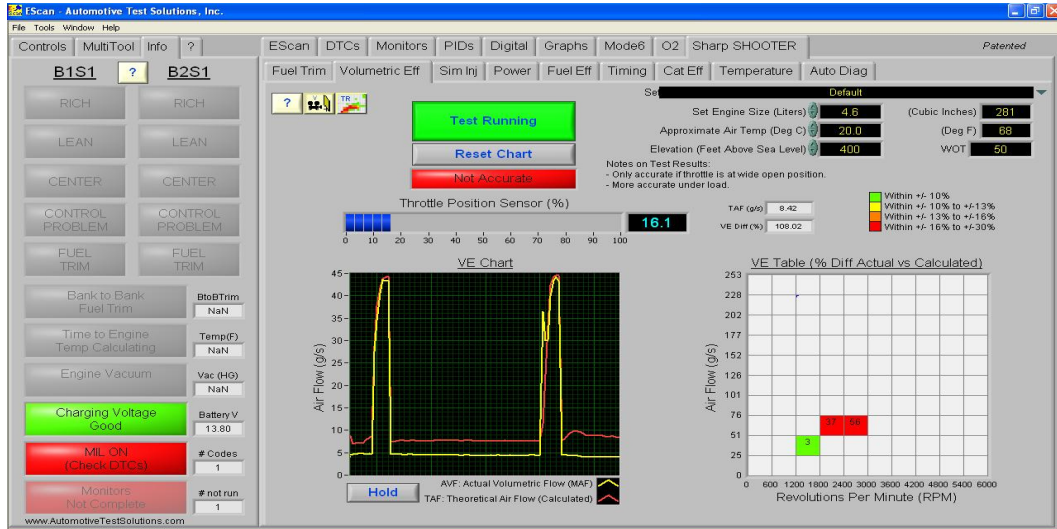 EScan - Automotive Test Solutions, Inc.
File Tools Window Help
Controls MultiTool Info ?
EScan DTCs Monitors PIDs Digital Graphs Mode6 O2 Sharp SHOOTER Patented
B1S1 ? B2S1
RICH RICH
LEAN LEAN
CENTER CENTER
CONTROL PROBLEM CONTROL PROBLEM
FUEL TRIM FUEL TRIM
Bank to Bank Fuel Trim BtoBTrim NaN
Time to Engine Temp Calculating Temp(F) NaN
Engine Vacuum Vac (HG) NaN
Charging Voltage Good Battery V 13.80
MIL ON (Check DTCs) # Codes 1
Monitors Not Complete # not run 1
www.AutomotiveTestSolutions.com
Fuel Trim Volumetric Eff Sim Inj Power Fuel Eff Timing Cat Eff Temperature Auto Diag
? TR
Test Running
Reset Chart
Not Accurate
Se Default
Set Engine Size (Liters) 4.6 (Cubic Inches) 281
Approximate Air Temp (Deg C) 20.0 (Deg F) 68
Elevation (Feet Above Sea Level) 400 WOT 50
Notes on Test Results:
- Only accurate if throttle is at wide open position.
- More accurate under load.
Throttle Position Sensor (%)
16.1
0 10 20 30 40 50 60 70 80 90 100
TAF (g/s) 8.42
VE Diff (%) 108.02
Within +/- 10%
Within +/- 10% to +/-13%
Within +/- 13% to +/-16%
Within +/- 16% to +/-30%
VE Chart
Air Flow (g/s)
45
40
35
30
25
20
15
10
5
0
Hold
AVF: Actual Volumetric Flow (MAF)
TAF: Theoretical Air Flow (Calculated)
VE Table (% Diff Actual vs Calculated)
Air Flow (g/s)
253
228
202
177
152
126
101
76
51
25
0
37 66
3
0 600 1200 1800 2400 3000 3600 4200 4800 5400 6000
Revolutions Per Minute (RPM)